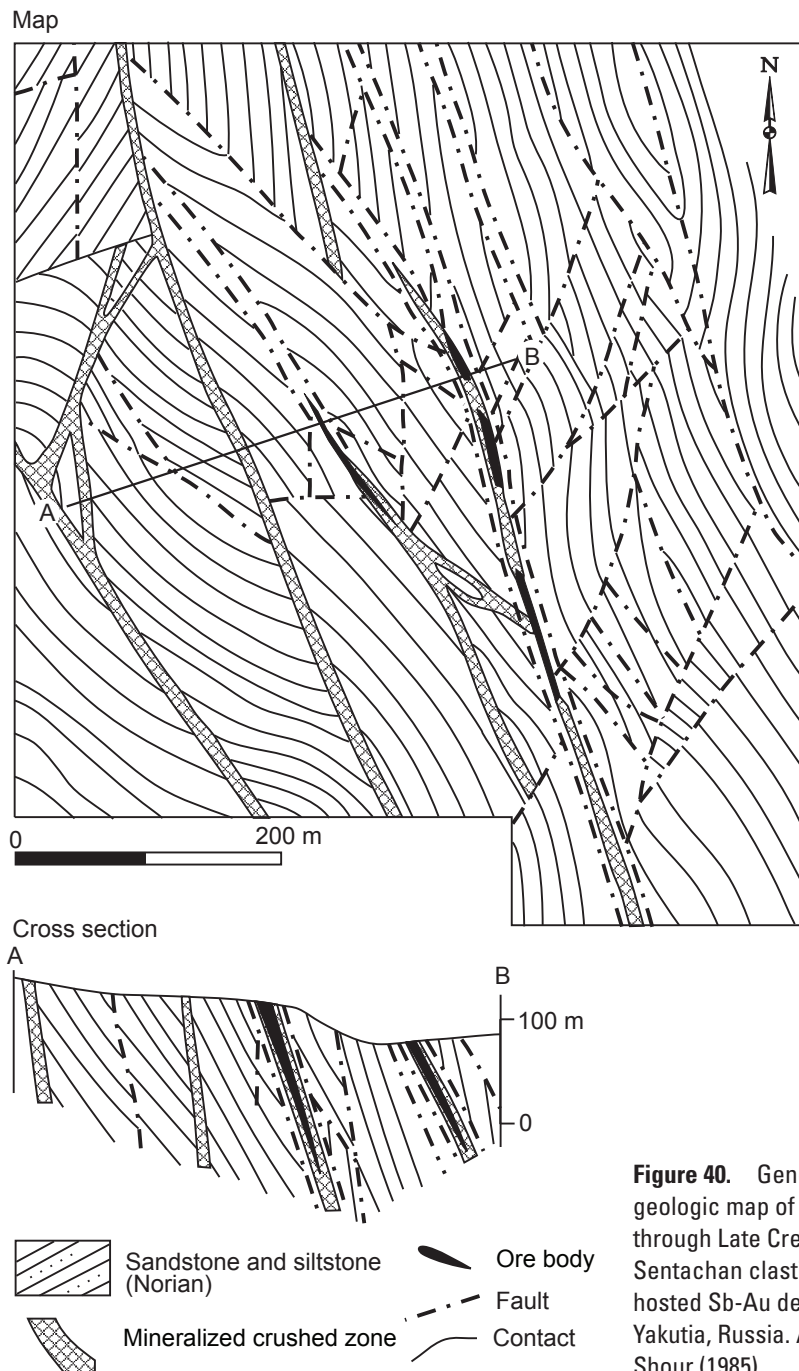 Map
N
B
A
0 200 m
Cross section
A
B
100 m
0
Sandstone and siltstone
(Norian)
Mineralized crushed zone
Ore body
Fault
Contact
Figure 40. Gen
geologic map of
through Late Cre
Sentachan clast
hosted Sb-Au de
Yakutia, Russia. A
Shour (1985)